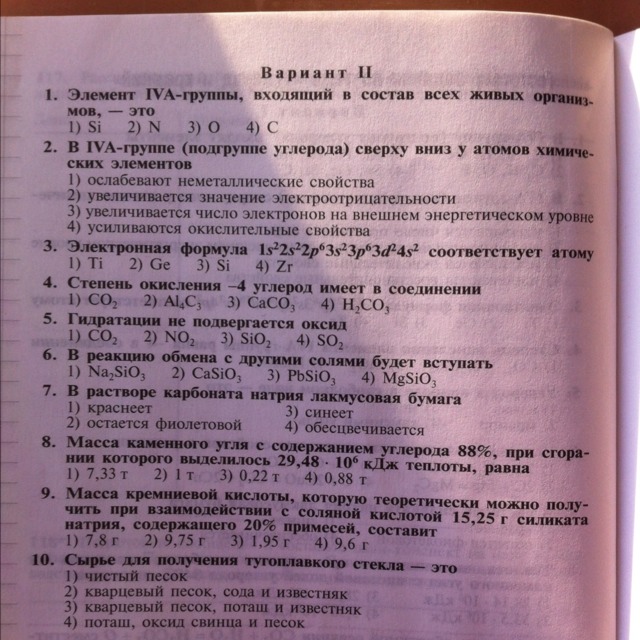 Вариант II
1. Элемент IVA-группы, входящий в состав всех живых организ-
мов, — это
1) Si 2) N 3) O 4) C
2. В IVA-группе (подгруппе углерода) сверху вниз у атомов химиче-
ских элементов
1) ослабевают неметаллические свойства
2) увеличивается значение электроотрицательности
3) увеличивается число электронов на внешнем энергетическом уровне
4) усиливаются окислительные свойства
3. Электронная формула 1s²2s²2p⁶3s²3p⁶3d²4s² соответствует атому
1) Ti 2) Ge 3) Si 4) Zr
4. Степень окисления –4 углерод имеет в соединении
1) CO₂ 2) Al₄C₃ 3) CaCO₃ 4) H₂CO₃
5. Гидратации не подвергается оксид
1) CO₂ 2) NO₂ 3) SiO₂ 4) SO₂
6. В реакцию обмена с другими солями будет вступать
1) Na₂SiO₃ 2) CaSiO₃ 3) PbSiO₃ 4) MgSiO₃
7. В растворе карбоната натрия лакмусовая бумага
1) краснеет 3) синеет
2) остается фиолетовой 4) обесцвечивается
8. Масса каменного угля с содержанием углерода 88%, при сгора-
нии которого выделилось 29,48 · 10⁶ кДж теплоты, равна
1) 7,33 т 2) 1 т 3) 0,22 т 4) 0,88 т
9. Масса кремниевой кислоты, которую теоретически можно полу-
чить при взаимодействии с соляной кислотой 15,25 г силиката
натрия, содержащего 20% примесей, составит
1) 7,8 г 2) 9,75 г 3) 1,95 г 4) 9,6 г
10. Сырье для получения тугоплавкого стекла — это
1) чистый песок
2) кварцевый песок, сода и известняк
3) кварцевый песок, поташ и известняк
4) поташ, оксид свинца и песок